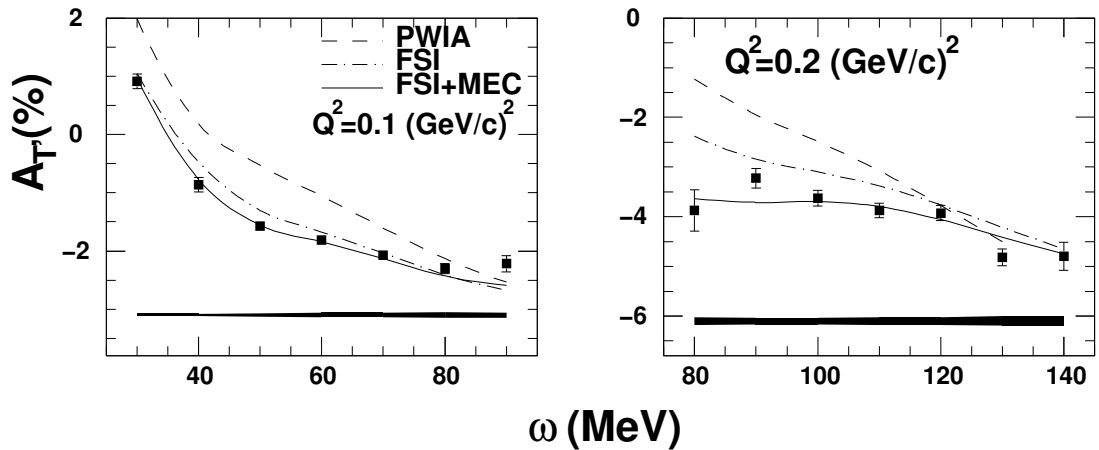 A_T'(%)
2
0
−2
40
60
80
PWIA
FSI
FSI+MEC
Q²=0.1 (GeV/c)²
0
−2
−4
−6
80
100
120
140
Q²=0.2 (GeV/c)²
ω (MeV)